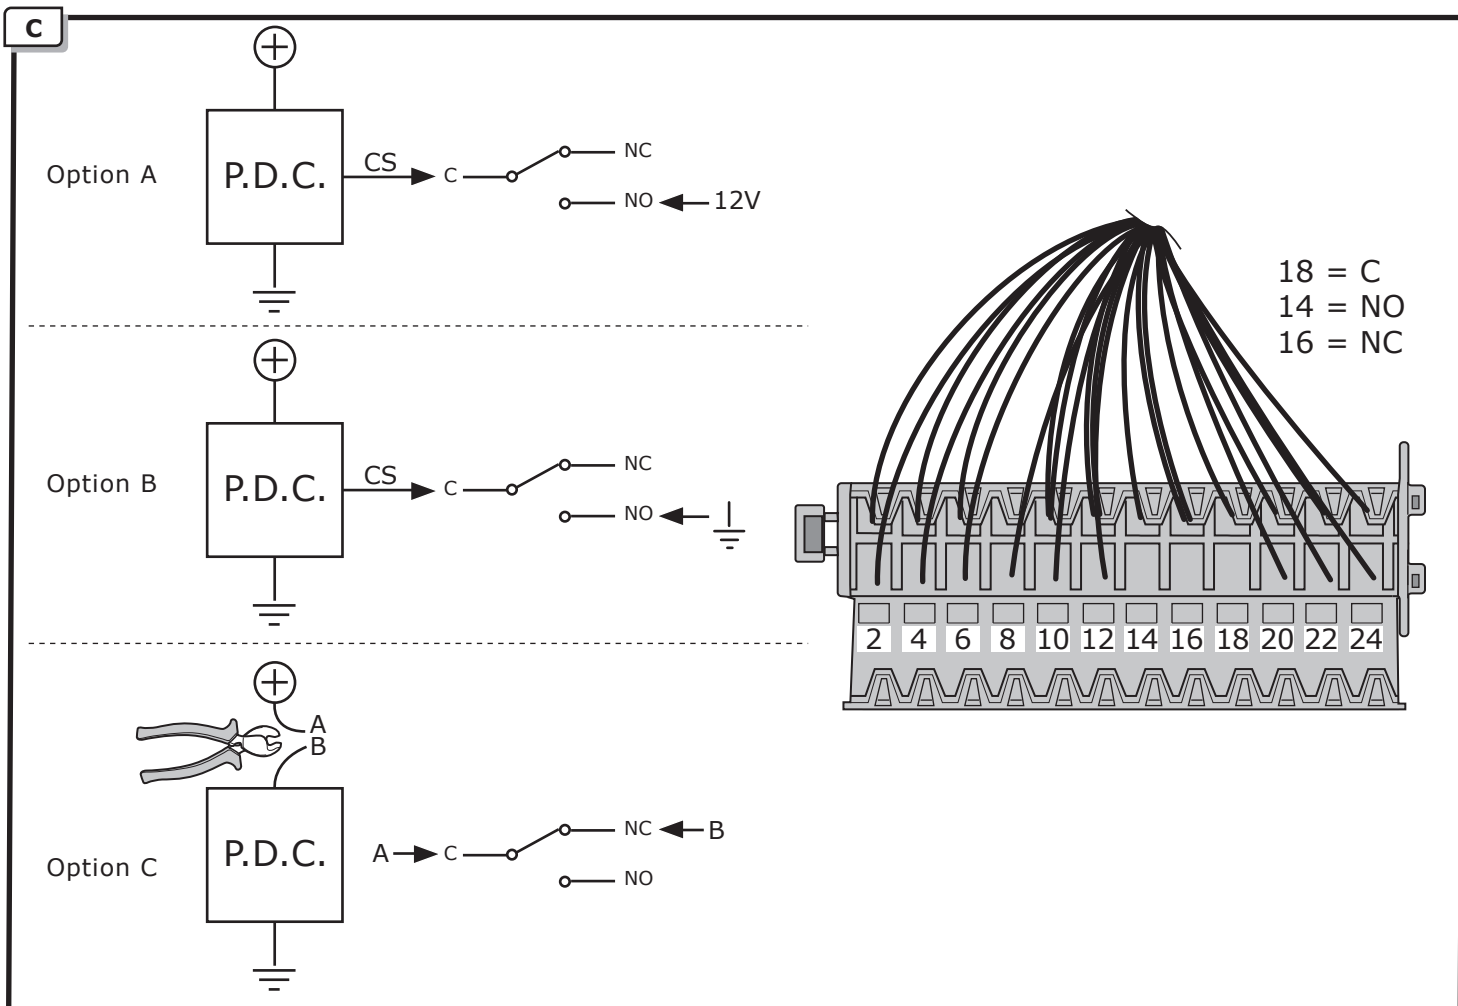 C
Option A
P.D.C.
CS
C
NC
NO
12V
Option B
P.D.C.
CS
C
NC
NO
A
B
Option C
P.D.C.
A
C
NC
B
NO
18 = C
14 = NO
16 = NC
2 4 6 8 10 12 14 16 18 20 22 24